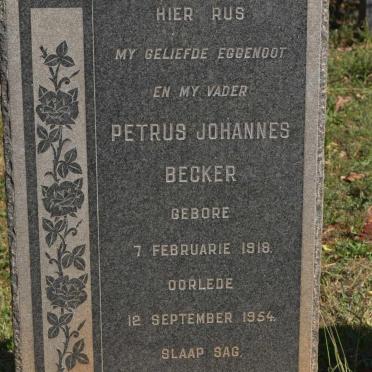 HIER RUS
MY GELIEFDE EGGENOOT
EN MY VADER
PETRUS JOHANNES
BECKER
GEBORE
7 FEBRUARIE 1918.
OORLEDE
12 SEPTEMBER 1954.
SLAAP SAG.